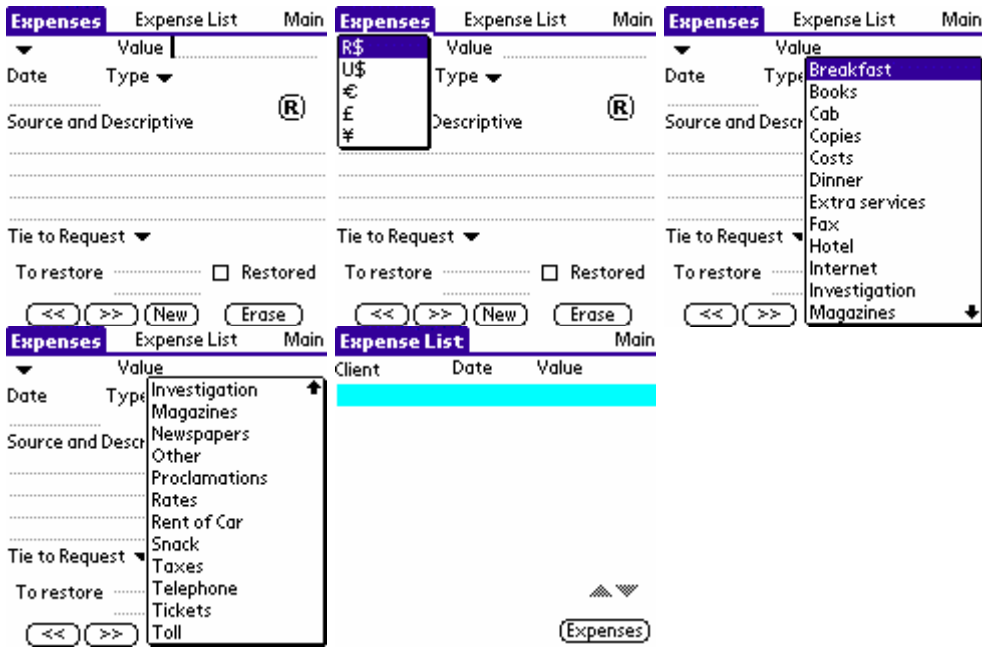 Expenses Expense List Main
Value
Date Type
R
Source and Descriptive
Tie to Request
To restore Restored
<< >> New Erase
Expenses Expense List Main
R$ Value
U$ Type
€
£ Descriptive
¥
R
Tie to Request
To restore Restored
<< >> New Erase
Expenses Expense List Main
Value
Date Type
Source and Descr
Tie to Request
To restore
<< >>
Breakfast
Books
Cab
Copies
Costs
Dinner
Extra services
Fax
Hotel
Internet
Investigation
Magazines
Expenses Expense List Main
Value
Date Type
Source and Descr
Tie to Request
To restore
<< >>
Investigation
Magazines
Newspapers
Other
Proclamations
Rates
Rent of Car
Snack
Taxes
Telephone
Tickets
Toll
Expense List Main
Client Date Value
Expenses